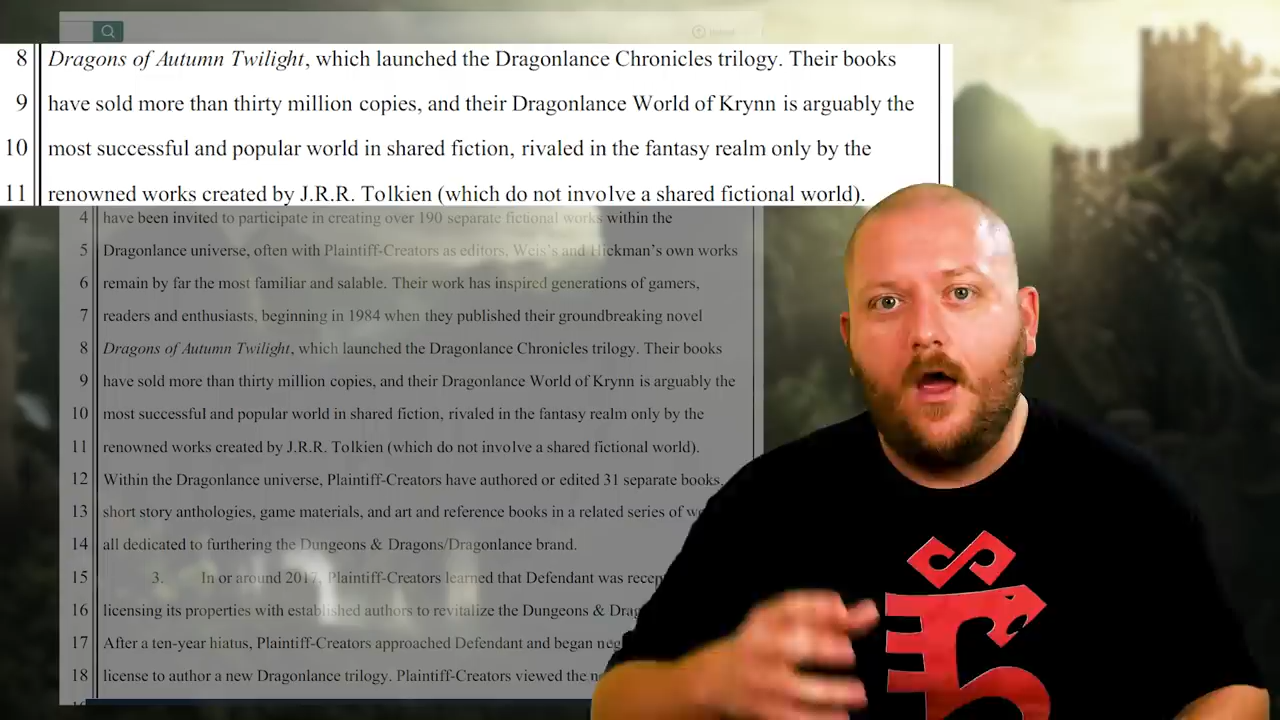 8 Dragons of Autumn Twilight, which launched the Dragonlance Chronicles trilogy. Their books
9 have sold more than thirty million copies, and their Dragonlance World of Krynn is arguably the
10 most successful and popular world in shared fiction, rivaled in the fantasy realm only by the
11 renowned works created by J.R.R. Tolkien (which do not involve a shared fictional world).
4 have been invited to participate in creating over 190 separate fictional works within the
5 Dragonlance universe, often with Plaintiff-Creators as editors, Weis's and Hickman's own works
6 remain by far the most familiar and salable. Their work has inspired generations of gamers,
7 readers and enthusiasts, beginning in 1984 when they published their groundbreaking novel
8 Dragons of Autumn Twilight, which launched the Dragonlance Chronicles trilogy. Their books
9 have sold more than thirty million copies, and their Dragonlance World of Krynn is arguably the
10 most successful and popular world in shared fiction, rivaled in the fantasy realm only by the
11 renowned works created by J.R.R. Tolkien (which do not involve a shared fictional world).
12 Within the Dragonlance universe, Plaintiff-Creators have authored or edited 31 separate books,
13 short story anthologies, game materials, and art and reference books in a related series of
14 all dedicated to furthering the Dungeons & Dragons/Dragonlance brand.
15 3. In or around 2017, Plaintiff-Creators learned that Defendant was
16 licensing its properties with established authors to revitalize the Dungeons &
17 After a ten-year hiatus, Plaintiff-Creators approached Defendant and began
18 license to author a new Dragonlance trilogy. Plaintiff-Creators viewed the